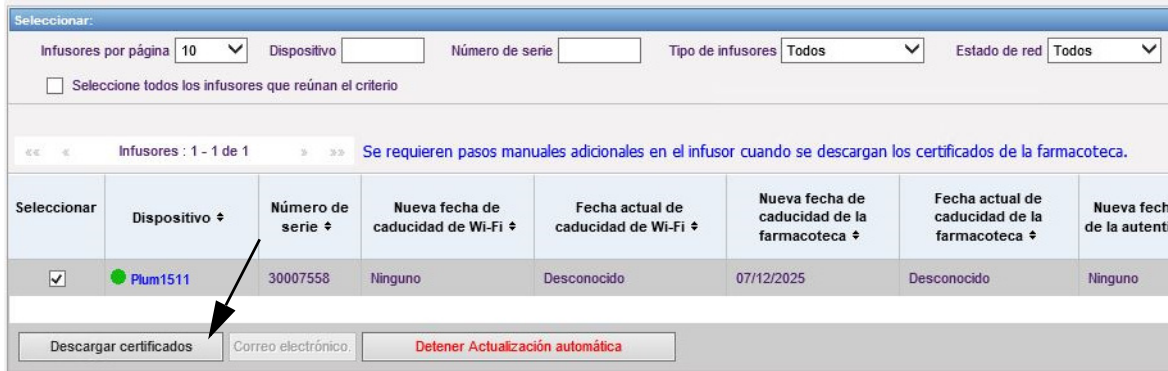 Seleccionar:
Infusores por página 10 Dispositivo Número de serie Tipo de infusores Todos Estado de red Todos
Seleccione todos los infusores que reúnan el criterio
«« « Infusores : 1 - 1 de 1 » »» Se requieren pasos manuales adicionales en el infusor cuando se descargan los certificados de la farmacoteca.
Seleccionar Dispositivo Número de serie Nueva fecha de caducidad de Wi-Fi Fecha actual de caducidad de Wi-Fi Nueva fecha de caducidad de la farmacoteca Fecha actual de caducidad de la farmacoteca Nueva fech de la autenti
Plum1511 30007558 Ninguno Desconocido 07/12/2025 Desconocido Ninguno
Descargar certificados Correo electrónico. Detener Actualización automática